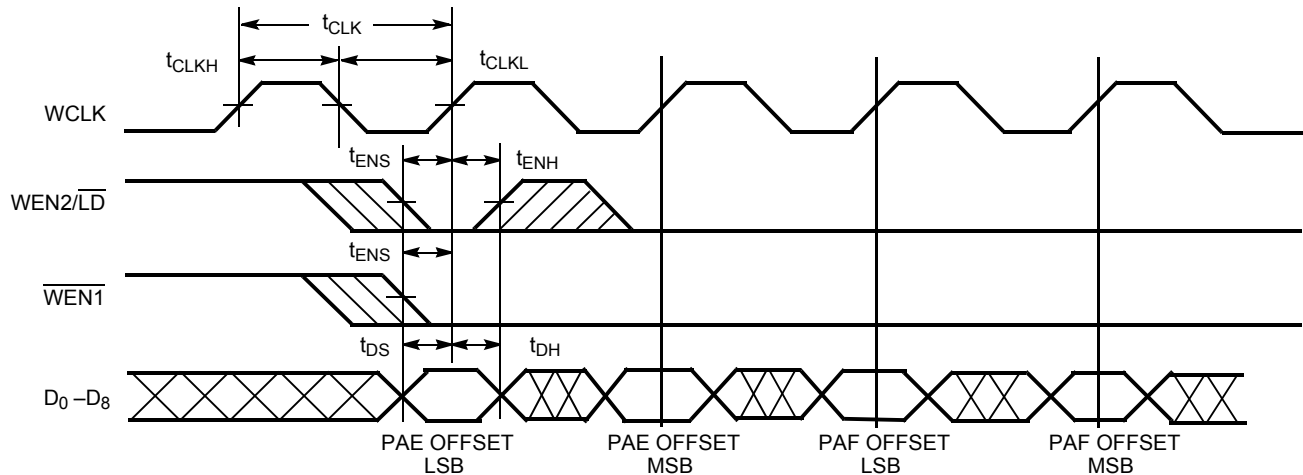 tCLK
tCLKH
tCLKL
WCLK
tENS
tENH
WEN2/LD
tENS
WEN1
tDS
tDH
D0 –D8
PAE OFFSET
LSB
PAE OFFSET
MSB
PAF OFFSET
LSB
PAF OFFSET
MSB